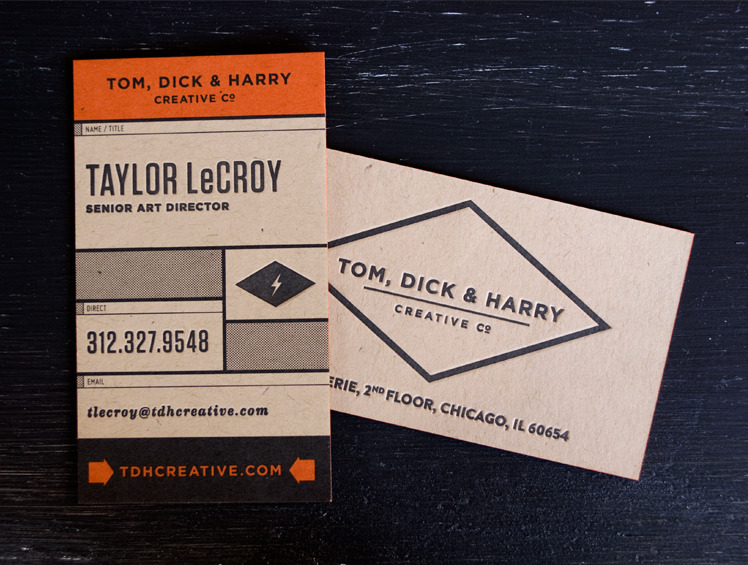 TOM, DICK & HARRY
CREATIVE Cº
NAME / TITLE
TAYLOR LeCROY
SENIOR ART DIRECTOR
DIRECT
312.327.9548
EMAIL
tlecroy@tdhcreative.com
TDHCREATIVE.COM
TOM, DICK & HARRY
CREATIVE Cº
ERIE, 2ND FLOOR, CHICAGO, IL 60654